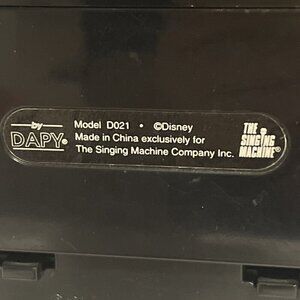 by
DAPY®
Model D021 • ©Disney
Made in China exclusively for
The Singing Machine Company Inc.
THE
SINGING
MACHINE®